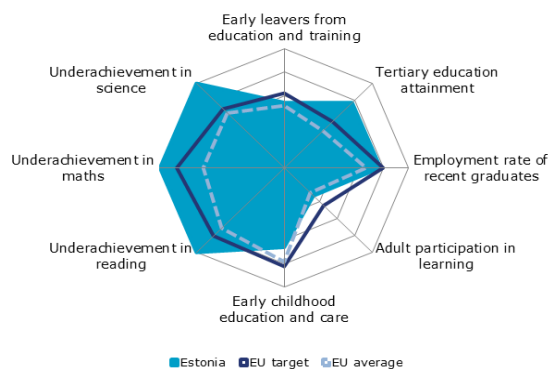 Early leavers from
education and training
Underachievement in
science
Tertiary education
attainment
Underachievement in
maths
Employment rate of
recent graduates
Underachievement in
reading
Adult participation in
learning
Early childhood
education and care
Estonia EU target EU average